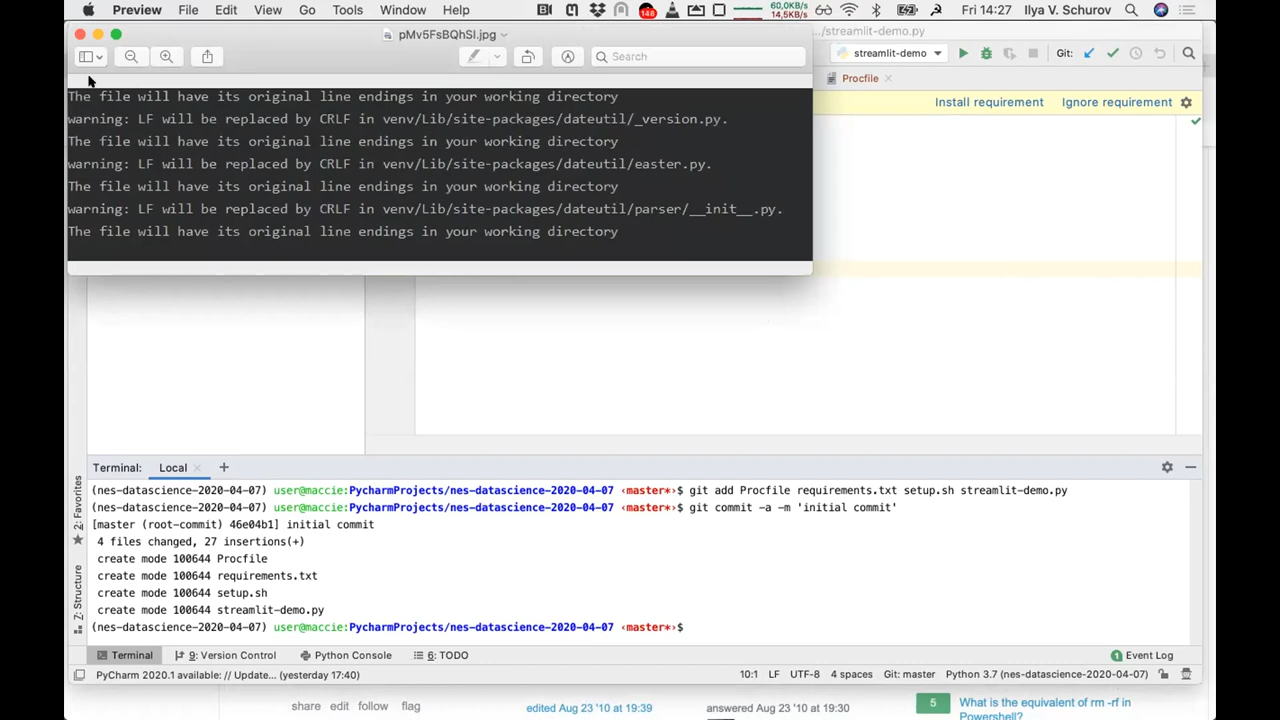 Preview File Edit View Go Tools Window Help 148 60,0KB/s 14,5KB/s Fri 14:27 Ilya V. Schurov
pMv5FsBQhSI.jpg
.../streamlit-demo.py
Search
streamlit-demo Git:
Procfile
Install requirement Ignore requirement
The file will have its original line endings in your working directory
warning: LF will be replaced by CRLF in venv/Lib/site-packages/dateutil/_version.py.
The file will have its original line endings in your working directory
warning: LF will be replaced by CRLF in venv/Lib/site-packages/dateutil/easter.py.
The file will have its original line endings in your working directory
warning: LF will be replaced by CRLF in venv/Lib/site-packages/dateutil/parser/__init__.py.
The file will have its original line endings in your working directory
Terminal: Local
(nes-datascience-2020-04-07) user@maccie:PycharmProjects/nes-datascience-2020-04-07 ‹master*›$ git add Procfile requirements.txt setup.sh streamlit-demo.py
(nes-datascience-2020-04-07) user@maccie:PycharmProjects/nes-datascience-2020-04-07 ‹master*›$ git commit -a -m 'initial commit'
[master (root-commit) 46e04b1] initial commit
4 files changed, 27 insertions(+)
create mode 100644 Procfile
create mode 100644 requirements.txt
create mode 100644 setup.sh
create mode 100644 streamlit-demo.py
(nes-datascience-2020-04-07) user@maccie:PycharmProjects/nes-datascience-2020-04-07 ‹master*›$
2: Favorites
Z: Structure
Terminal 9: Version Control Python Console 6: TODO 1 Event Log
PyCharm 2020.1 available: // Update... (yesterday 17:40) 10:1 LF UTF-8 4 spaces Git: master Python 3.7 (nes-datascience-2020-04-07)
share edit follow flag edited Aug 23 '10 at 19:39 answered Aug 23 '10 at 19:30 5 What is the equivalent of rm -rf in
Powershell?